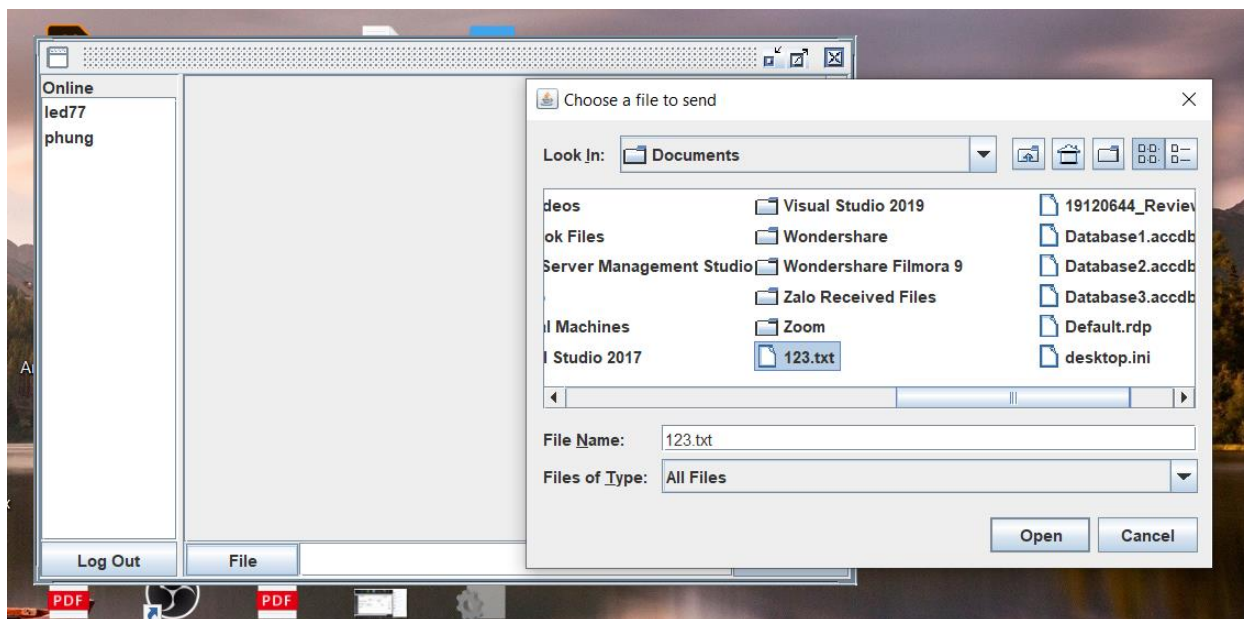 Online
led77
phung
Log Out
File
Choose a file to send
Look In:
Documents
deos
Visual Studio 2019
19120644_Review
ok Files
Wondershare
Database1.accdb
Server Management Studio
Wondershare Filmora 9
Database2.accdb
Zalo Received Files
Database3.accdb
l Machines
Zoom
Default.rdp
l Studio 2017
123.txt
desktop.ini
File Name:
123.txt
Files of Type:
All Files
Open
Cancel
PDF
PDF